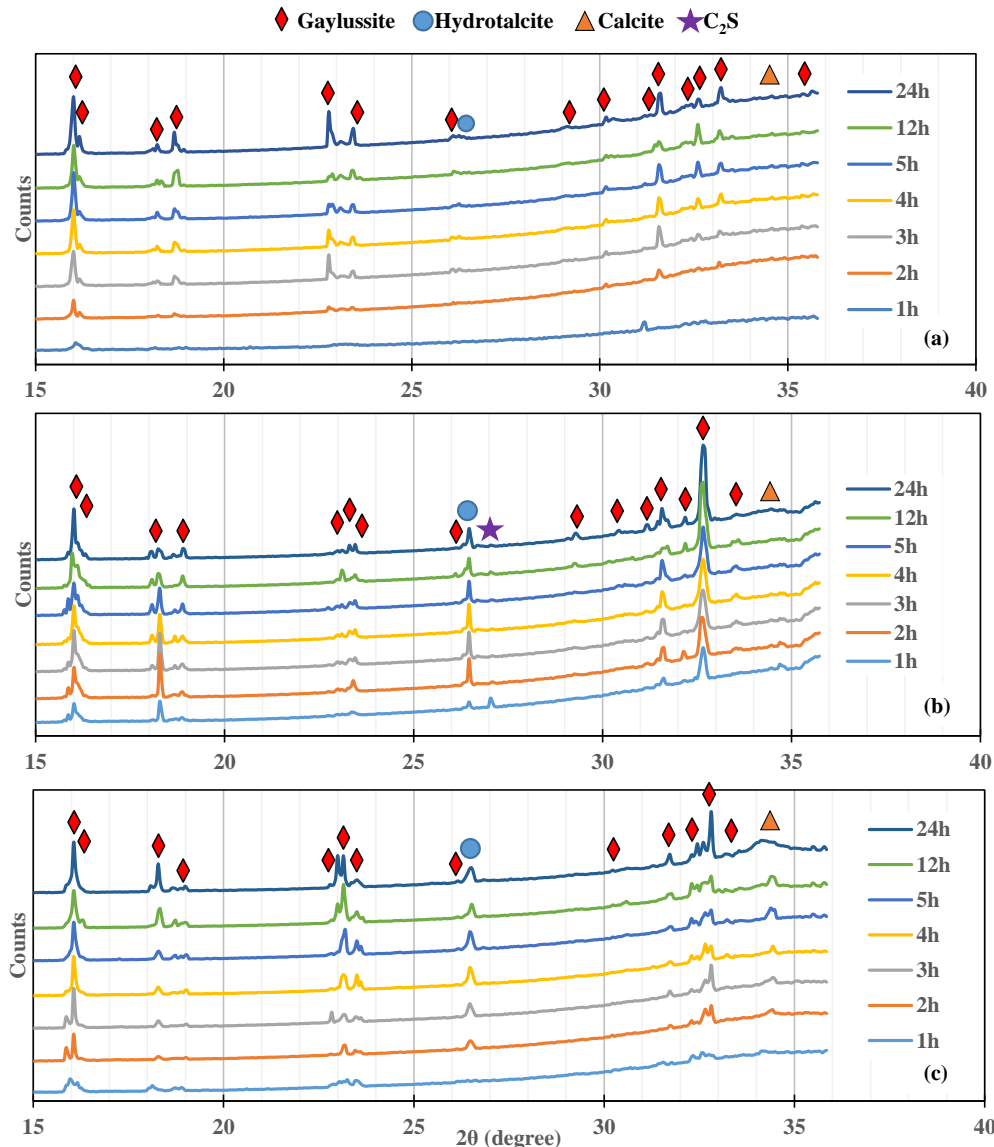 Gaylussite Hydrotalcite Calcite C₂S
24h
12h
5h
4h
3h
2h
1h
Counts
(a)
15 20 25 30 35 40
24h
12h
5h
4h
3h
2h
1h
(b)
15 20 25 30 35 40
24h
12h
5h
4h
3h
2h
1h
Counts
(c)
15 20 25 30 35 40
2θ (degree)